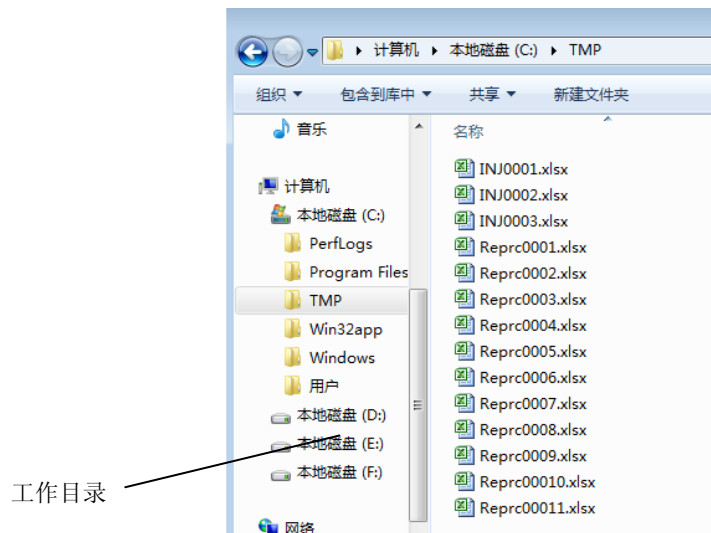 计算机 本地磁盘 (C:) TMP
组织 包含到库中 共享 新建文件夹
音乐
计算机
本地磁盘 (C:)
PerfLogs
Program Files
TMP
Win32app
Windows
用户
本地磁盘 (D:)
本地磁盘 (E:)
本地磁盘 (F:)
网络
名称
INJ0001.xlsx
INJ0002.xlsx
INJ0003.xlsx
Reprc0001.xlsx
Reprc0002.xlsx
Reprc0003.xlsx
Reprc0004.xlsx
Reprc0005.xlsx
Reprc0006.xlsx
Reprc0007.xlsx
Reprc0008.xlsx
Reprc0009.xlsx
Reprc00010.xlsx
Reprc00011.xlsx
工作目录